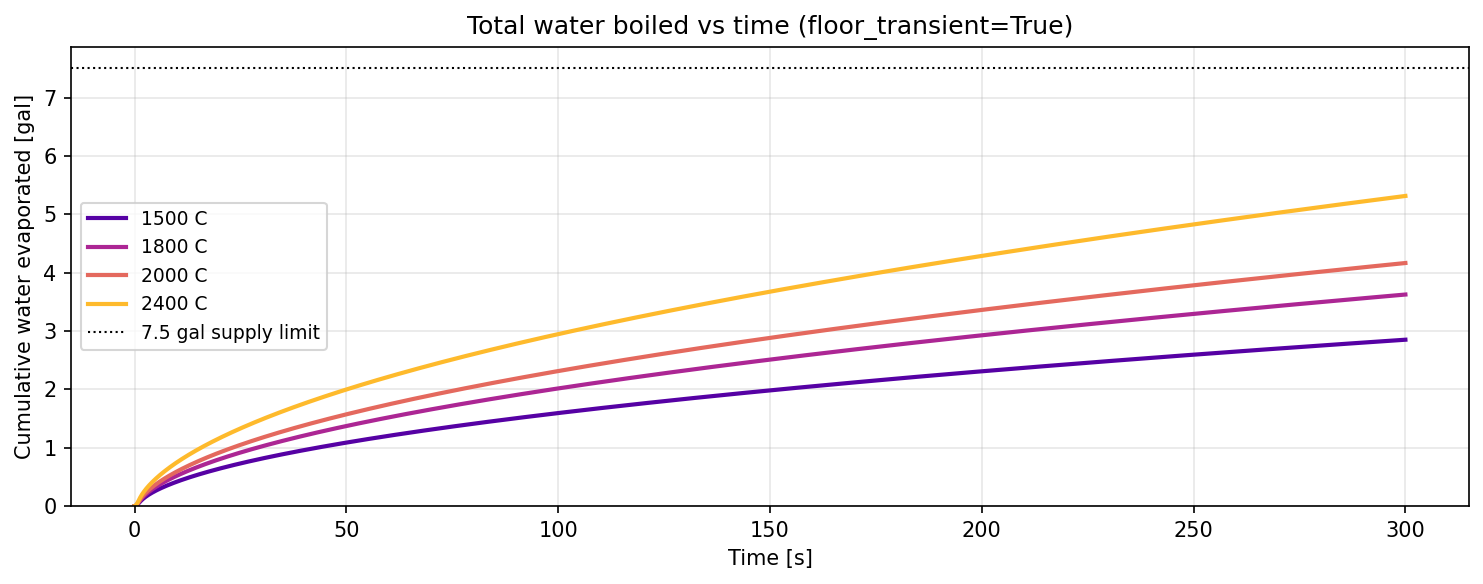 Total water boiled vs time (floor_transient=True)
Cumulative water evaporated [gal]
7
6
5
4
3
2
1
0
1500 C
1800 C
2000 C
2400 C
7.5 gal supply limit
0 50 100 150 200 250 300
Time [s]